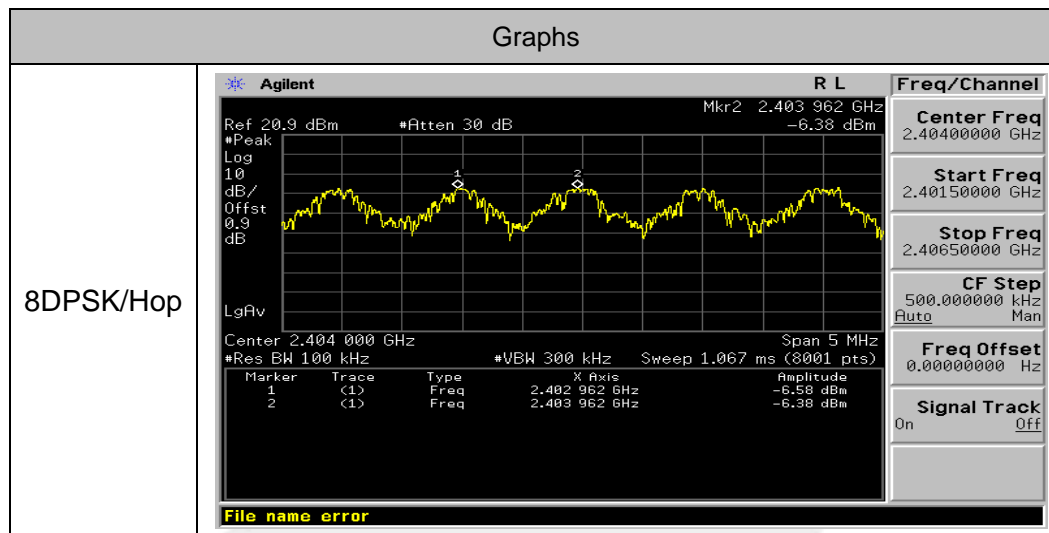 Graphs
8DPSK/Hop
Agilent
R L
Mkr2 2.403 962 GHz
Ref 20.9 dBm #Atten 30 dB -6.38 dBm
#Peak
Log
10
dB/
Offst
0.9
dB
1
2
LgAv
Center 2.404 000 GHz Span 5 MHz
#Res BW 100 kHz #VBW 300 kHz Sweep 1.067 ms (8001 pts)
Marker Trace Type X Axis Amplitude
1 (1) Freq 2.402 962 GHz -6.58 dBm
2 (1) Freq 2.403 962 GHz -6.38 dBm
File name error
Freq/Channel
Center Freq
2.40400000 GHz
Start Freq
2.40150000 GHz
Stop Freq
2.40650000 GHz
CF Step
500.000000 kHz
Auto Man
Freq Offset
0.00000000 Hz
Signal Track
On Off